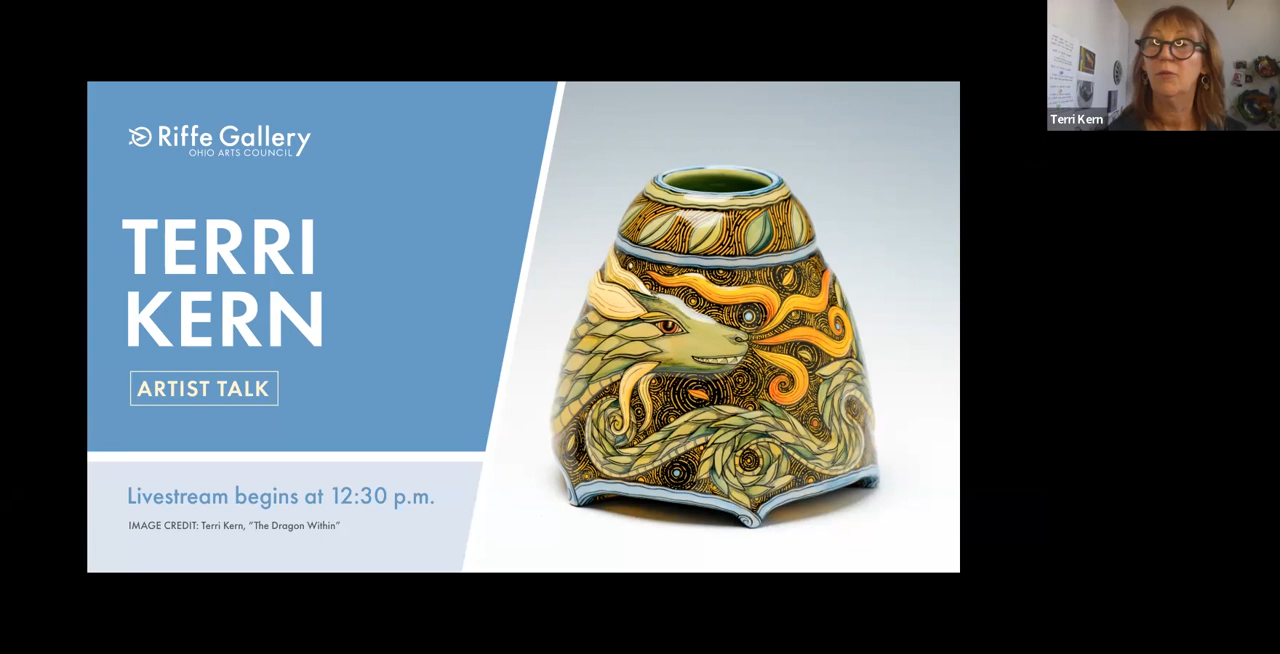 Riffe Gallery
OHIO ARTS COUNCIL
TERRI
KERN
ARTIST TALK
Livestream begins at 12:30 p.m.
IMAGE CREDIT: Terri Kern, "The Dragon Within"
Terri Kern